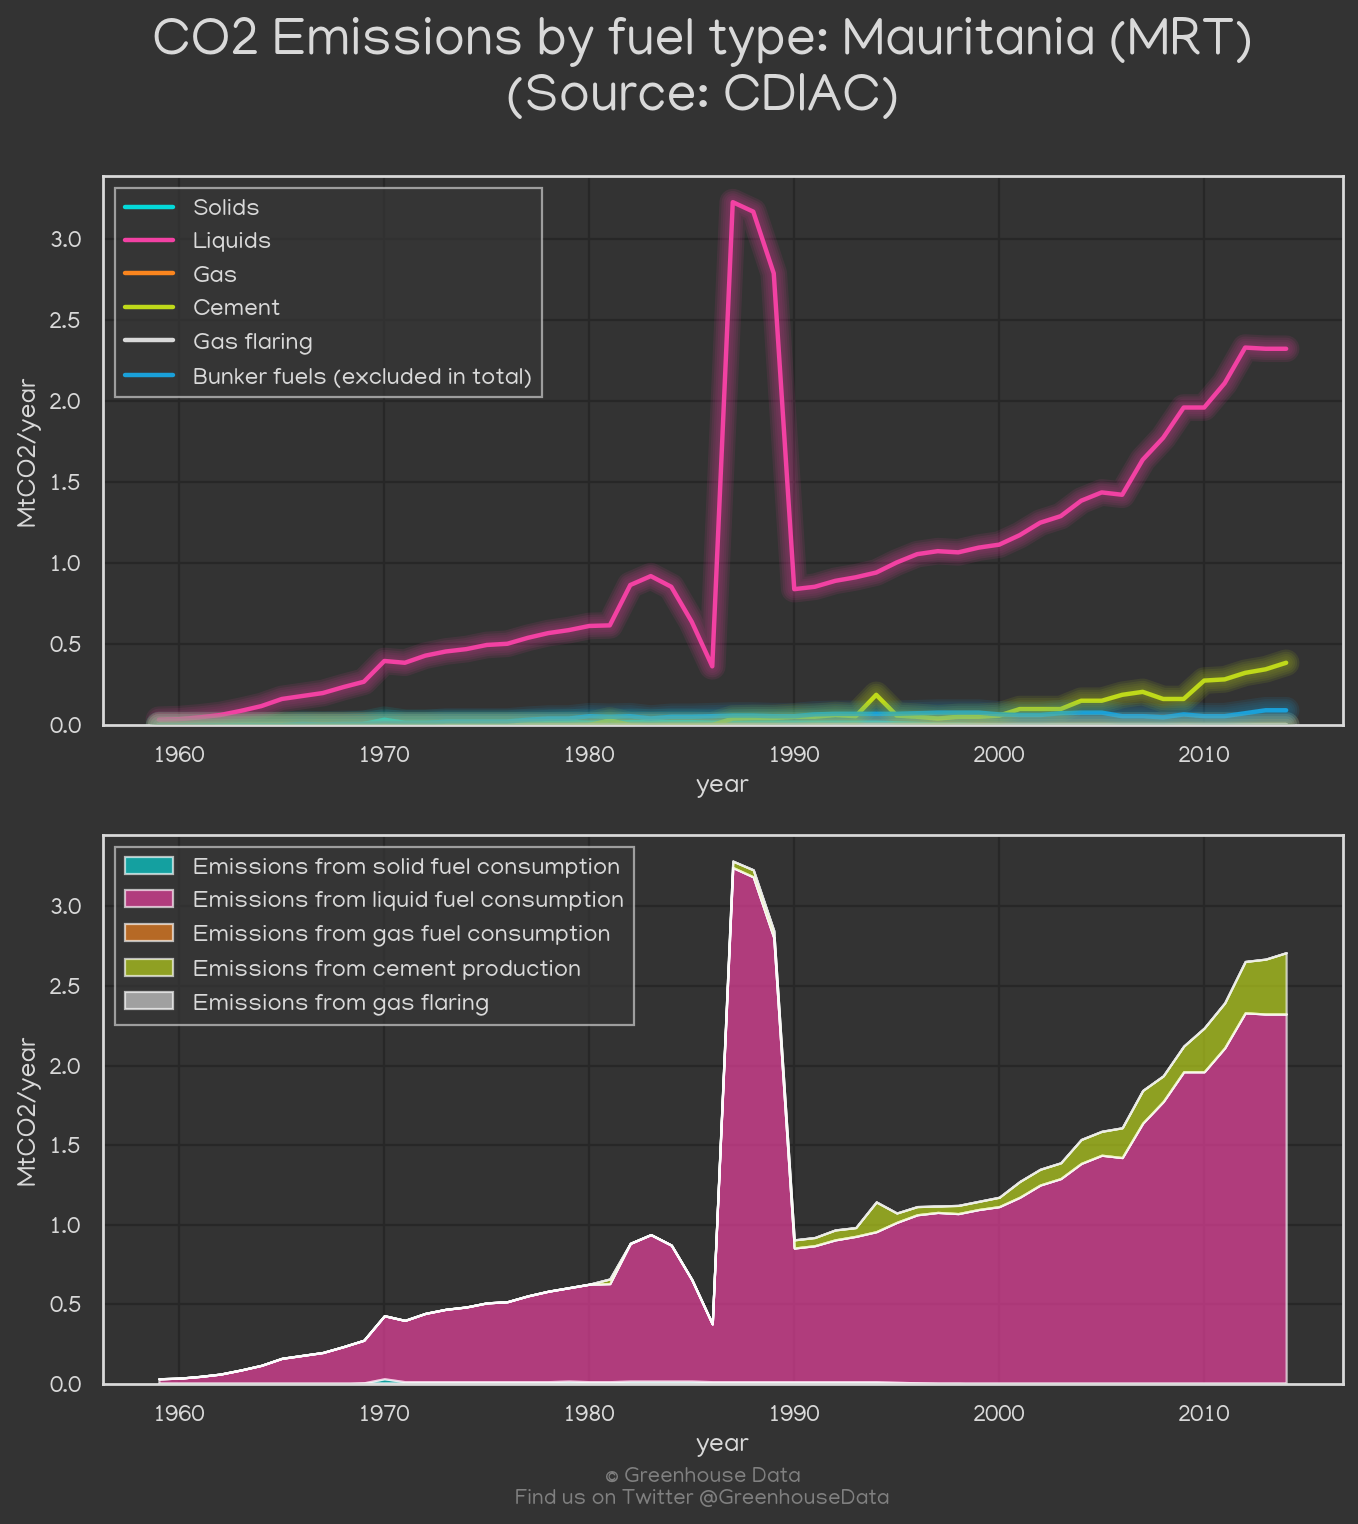 CO2 Emissions by fuel type: Mauritania (MRT)
(Source: CDIAC)
Solids
Liquids
Gas
Cement
Gas flaring
Bunker fuels (excluded in total)
MtCO2/year
3.0
2.5
2.0
1.5
1.0
0.5
0.0
1960 1970 1980 1990 2000 2010
year
Emissions from solid fuel consumption
Emissions from liquid fuel consumption
Emissions from gas fuel consumption
Emissions from cement production
Emissions from gas flaring
MtCO2/year
3.0
2.5
2.0
1.5
1.0
0.5
0.0
1960 1970 1980 1990 2000 2010
year
© Greenhouse Data
Find us on Twitter @GreenhouseData